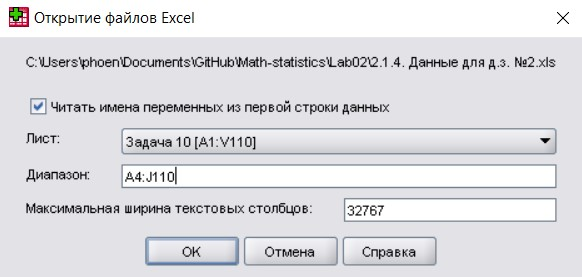 Открытие файлов Excel
C:\Users\phoen\Documents\GitHub\Math-statistics\Lab02\2.1.4. Данные для д.з. №2.xls
Читать имена переменных из первой строки данных
Лист: Задача 10 [A1:V110]
Диапазон: A4:J110
Максимальная ширина текстовых столбцов: 32767
OK Отмена Справка